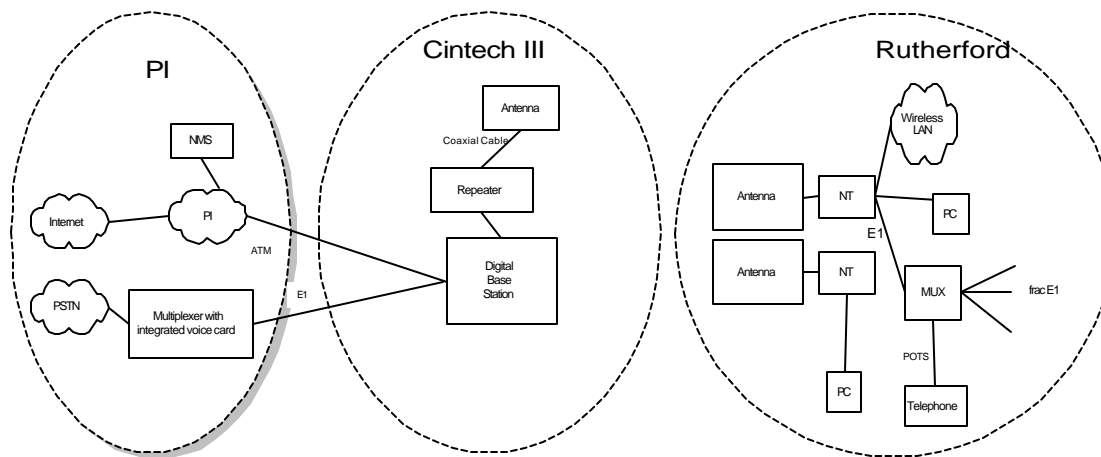 PI
NMS
Internet
PI
ATM
E1
PSTN
Multiplexer with
integrated voice card
Cintech III
Antenna
Coaxial Cable
Repeater
Digital
Base
Station
Rutherford
Wireless
LAN
Antenna
NT
PC
E1
Antenna
NT
MUX
frac E1
POTS
PC
Telephone